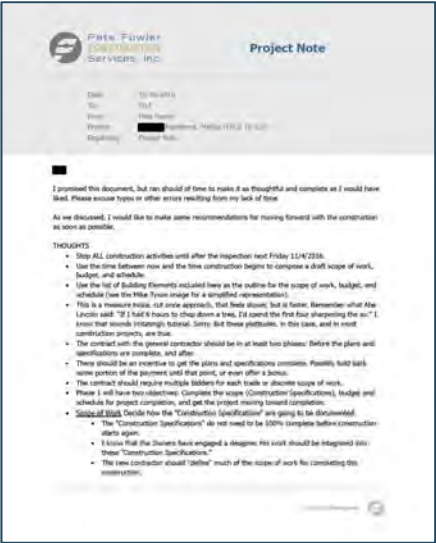 Pete Fowler
CONSTRUCTION
Services, Inc.
Project Note
Date:
To:
From:
Project:
Regarding: Project Note
I promised this document, but ran should of time to make it as thoughtful and complete as I would have
liked. Please excuse typos or other errors resulting from my lack of time.
As we discussed, I would like to make some recommendations for moving forward with the construction
as soon as possible.
THOUGHTS
• Stop ALL construction activities until after the inspection next Friday 11/4/2016.
• Use the time between now and the time construction begins to compose a draft scope of work,
budget, and schedule.
• Use the list of Building Elements included here as the outline for the scope of work, budget, and
schedule (see the Mike Tyson image for a simplified representation).
• This is a measure twice, cut once approach, that feels slower, but is faster. Remember what Abe
Lincoln said: "If I had 6 hours to chop down a tree, I'd spend the first four sharpening the ax." I
know that sounds irritatingly tutorial. Sorry. But these platitudes, in this case, and in most
construction projects, are true.
• The contract with the general contractor should be in at least two phases: Before the plans and
specifications are complete, and after.
• There should be an incentive to get the plans and specifications complete. Possibly hold back
some portion of the payment until that point, or even offer a bonus.
• The contract should require multiple bidders for each trade or discrete scope of work.
• Phase 1 will have two objectives: Complete the scope (Construction Specifications), budget and
schedule for project completion, and get the project moving toward completion.
• Scope of Work Decide how the "Construction Specifications" are going to be documented.
• The "Construction Specifications" do not need to be 100% complete before construction
starts again.
• I know that the Owners have engaged a designer. His work should be integrated into
these "Construction Specifications."
• The new contractor should "define" much of the scope of work for completing the
construction.